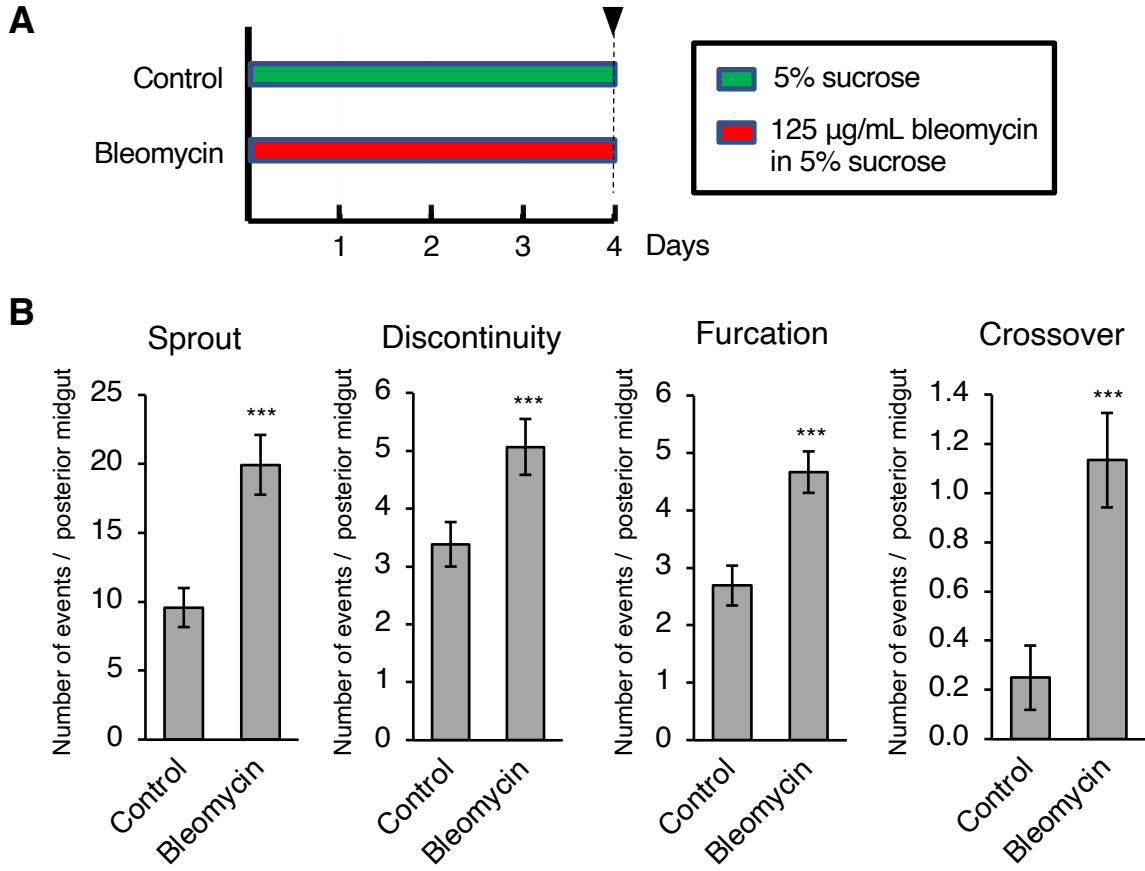 A
Control
Bleomycin
1 2 3 4 Days
5% sucrose
125 µg/mL bleomycin
in 5% sucrose
B
Sprout
Number of events / posterior midgut
25
20
15
10
5
0
Control
Bleomycin
***
Discontinuity
Number of events / posterior midgut
6
5
4
3
2
1
0
Control
Bleomycin
***
Furcation
Number of events / posterior midgut
6
5
4
3
2
1
0
Control
Bleomycin
***
Crossover
Number of events / posterior midgut
1.4
1.2
1.0
0.8
0.6
0.4
0.2
0.0
Control
Bleomycin
***